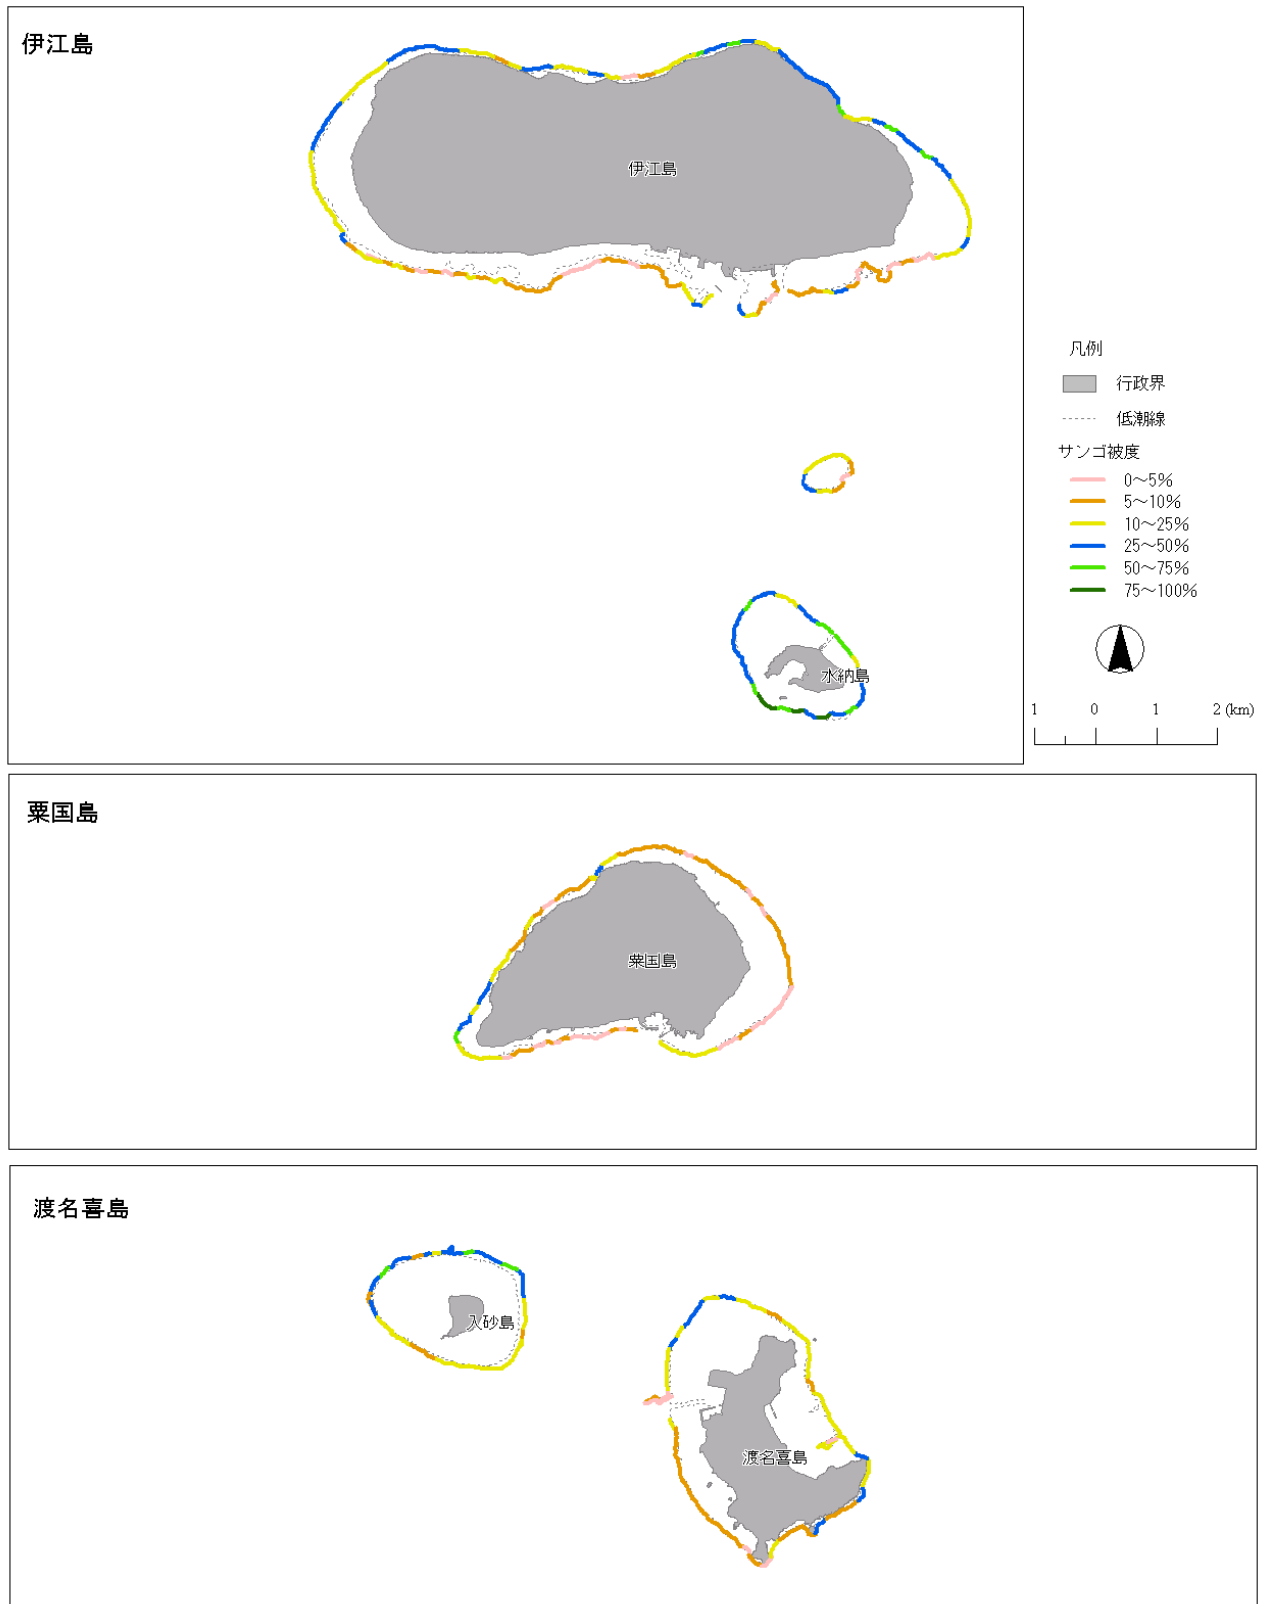 伊江島
伊江島
凡例
行政界
低潮線
サンゴ被度
0～5%
5～10%
10～25%
25～50%
50～75%
75～100%
水納島
1 0 1 2 (km)
粟国島
粟国島
渡名喜島
入砂島
渡名喜島